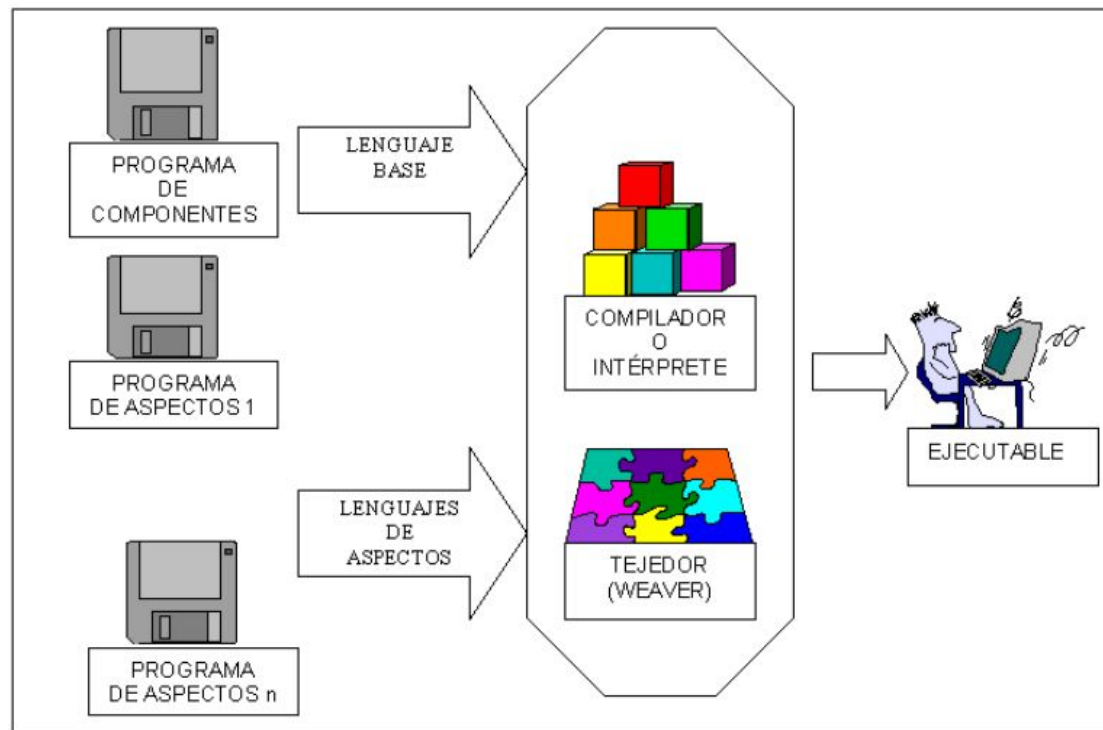 PROGRAMA
DE
COMPONENTES
LENGUAJE
BASE
PROGRAMA
DE ASPECTOS 1
COMPILADOR
O
INTÉRPRETE
LENGUAJES
DE
ASPECTOS
TEJEDOR
(WEAVER)
EJECUTABLE
PROGRAMA
DE ASPECTOS n